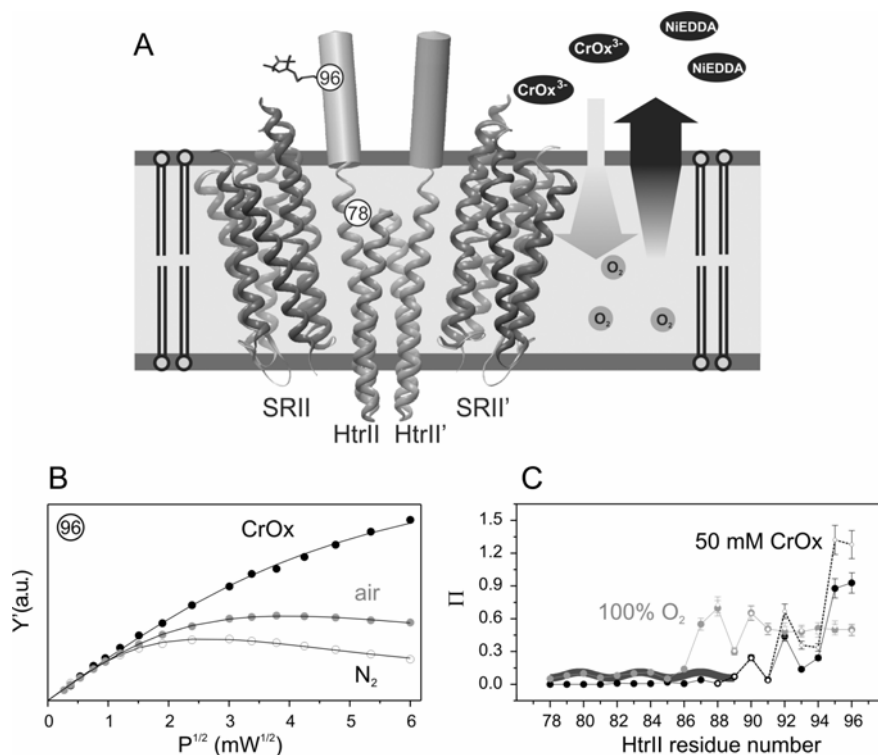 A
96
CrOx3-
CrOx3-
NiEDDA
NiEDDA
78
O2
O2
O2
SRII
HtrII
HtrII'
SRII'
B
96
CrOx
air
N2
Y'(a.u.)
0 1 2 3 4 5 6
P1/2 (mW1/2)
C
1.5
1.2
0.9
0.6
0.3
0.0
Π
50 mM CrOx
100% O2
78 80 82 84 86 88 90 92 94 96
HtrII residue number